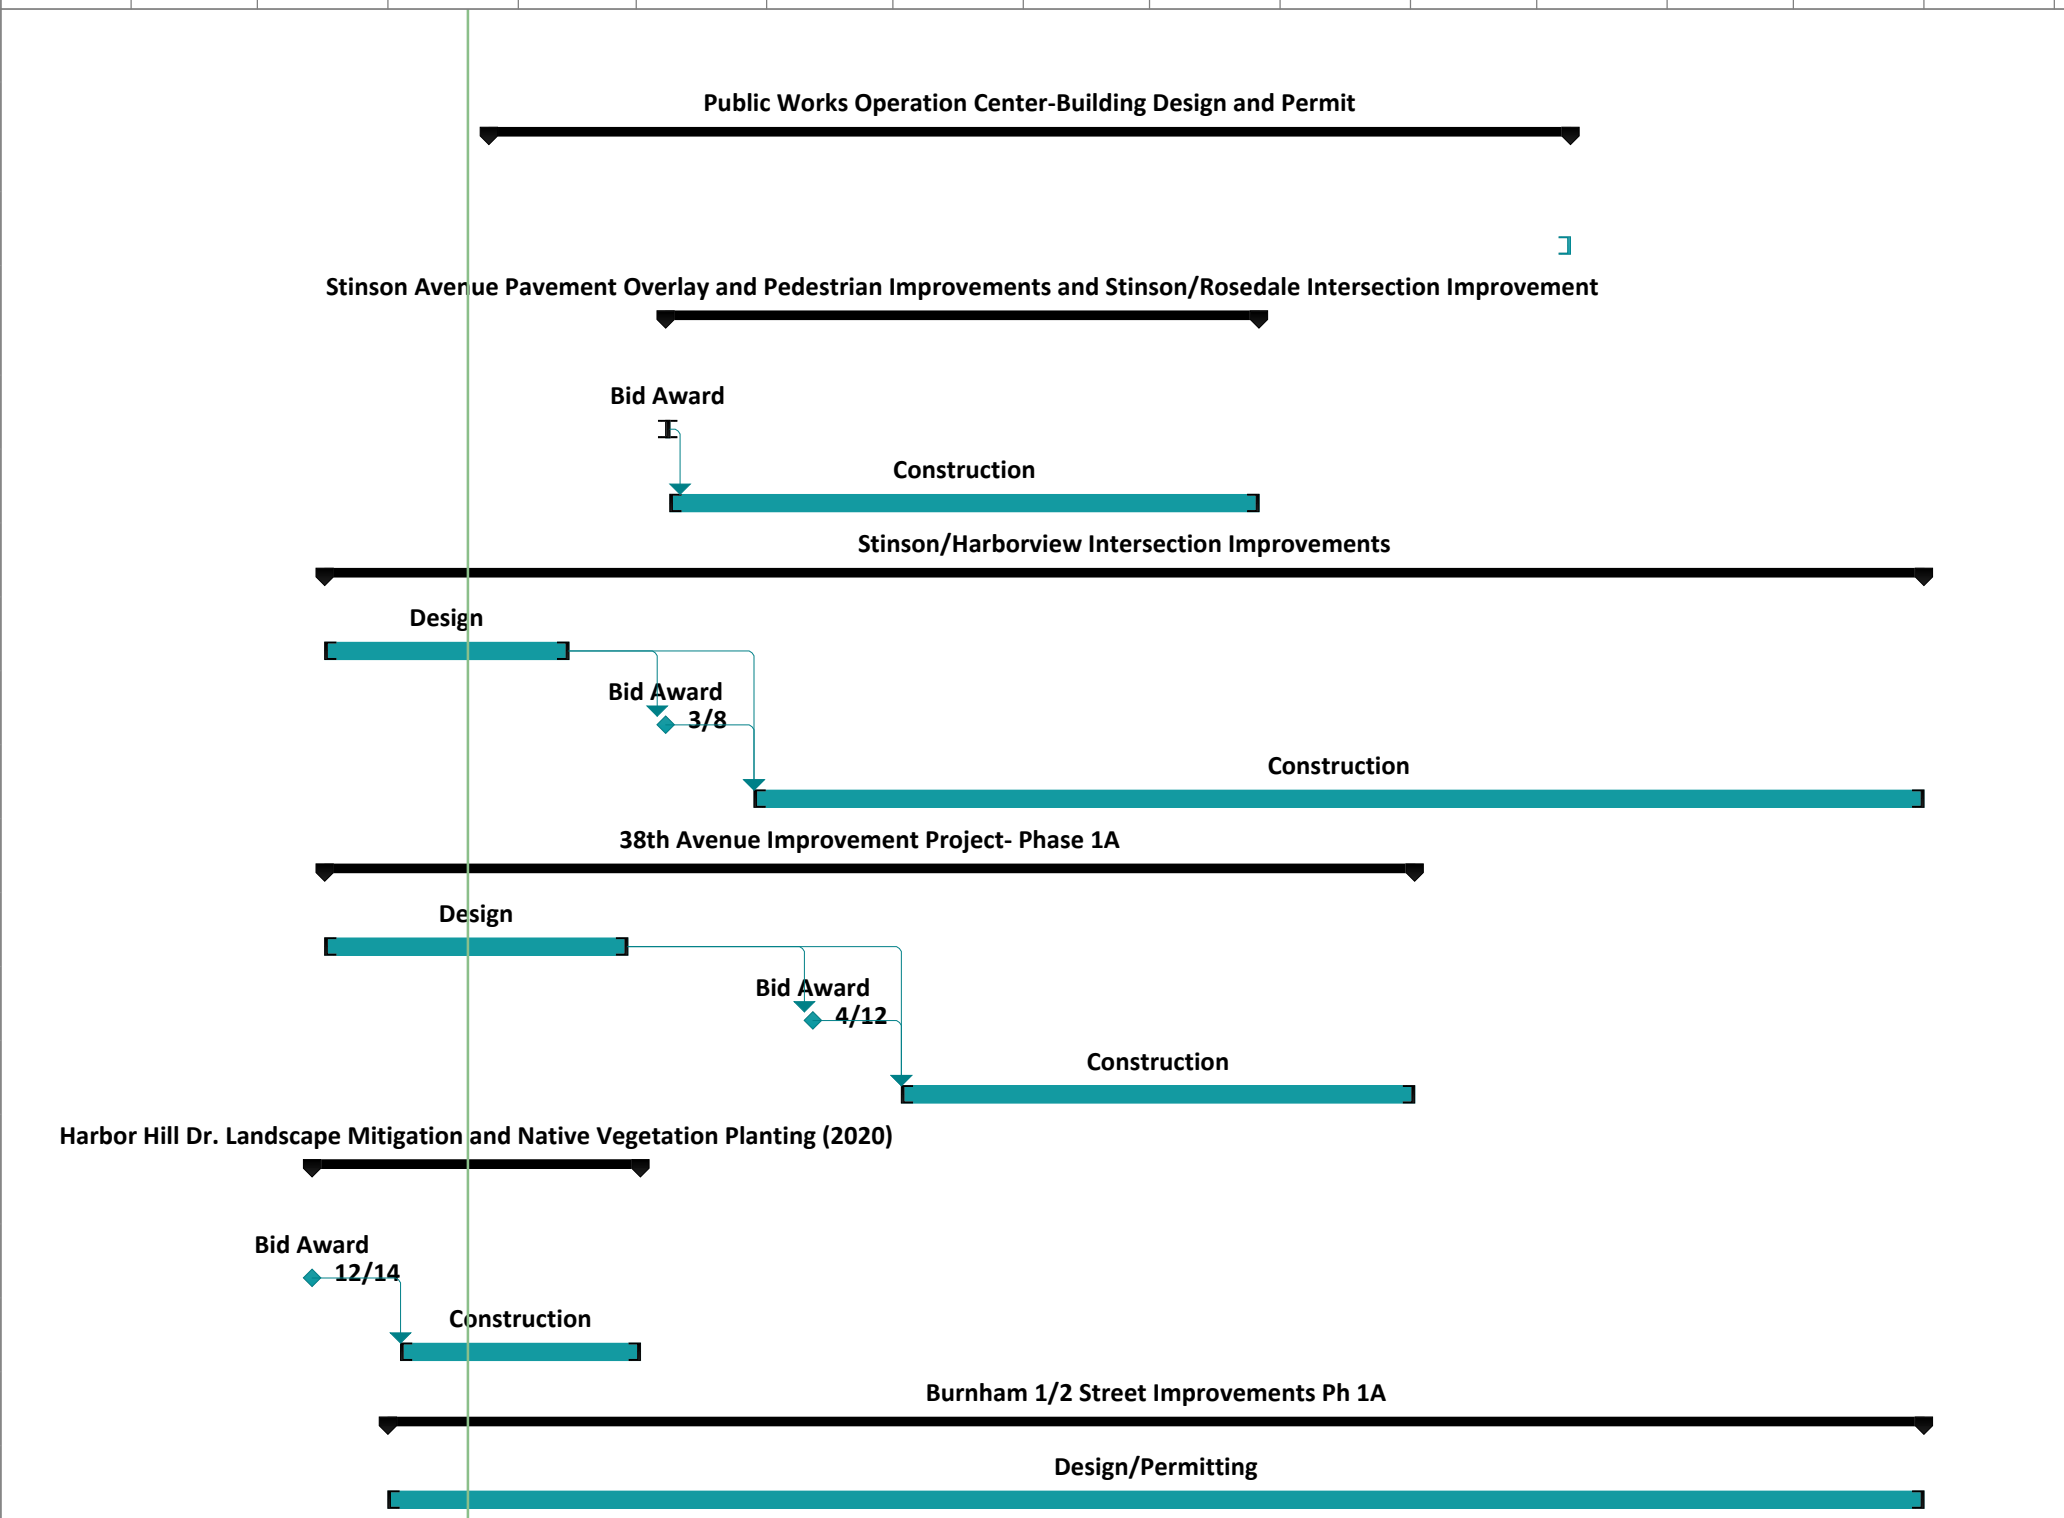 Public Works Operation Center-Building Design and Permit
Stinson Avenue Pavement Overlay and Pedestrian Improvements and Stinson/Rosedale Intersection Improvement
Bid Award
Construction
Stinson/Harborview Intersection Improvements
Design
Bid Award
3/8
Construction
38th Avenue Improvement Project- Phase 1A
Design
Bid Award
4/12
Construction
Harbor Hill Dr. Landscape Mitigation and Native Vegetation Planting (2020)
Bid Award
12/14
Construction
Burnham 1/2 Street Improvements Ph 1A
Design/Permitting